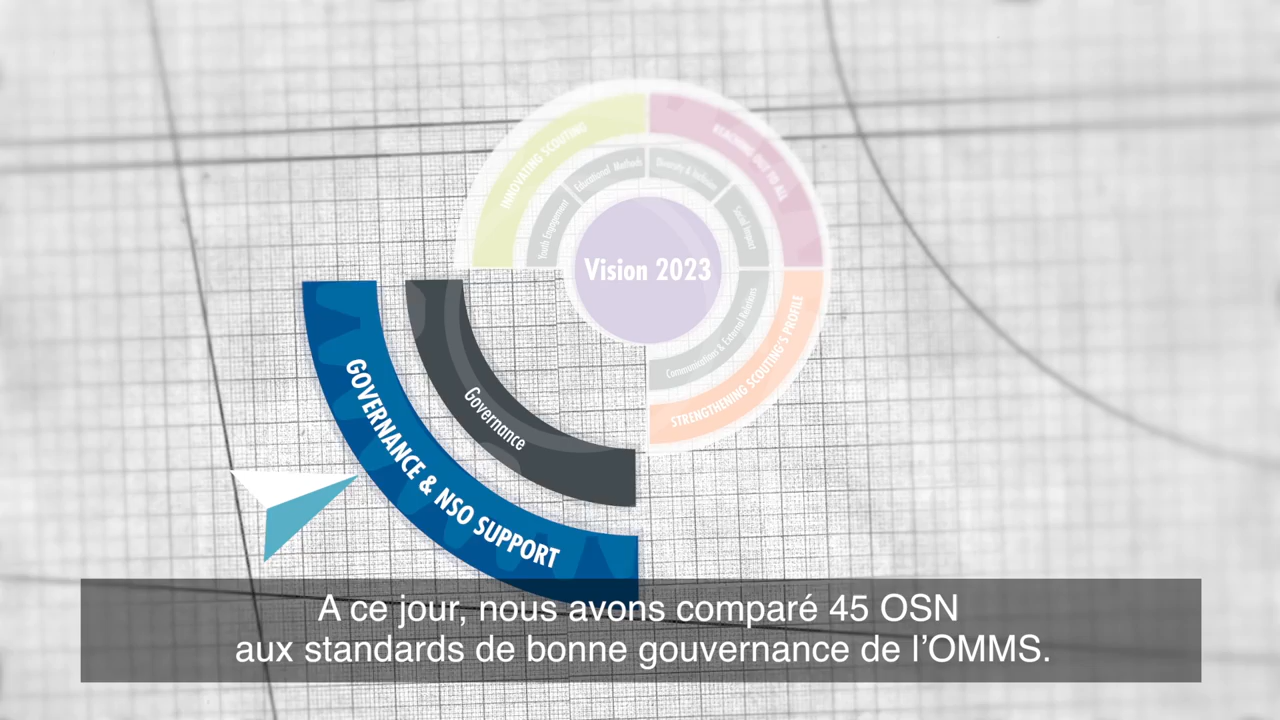 INNOVATING SCOUTING
REACHING OUT TO ALL
Educational Methods
Diversity & Inclusion
Youth Engagement
Social Impact
Vision 2023
Communications & External Relations
STRENGTHENING SCOUTING'S PROFILE
Governance
GOVERNANCE & NSO SUPPORT
A ce jour, nous avons comparé 45 OSN
aux standards de bonne gouvernance de l’OMMS.